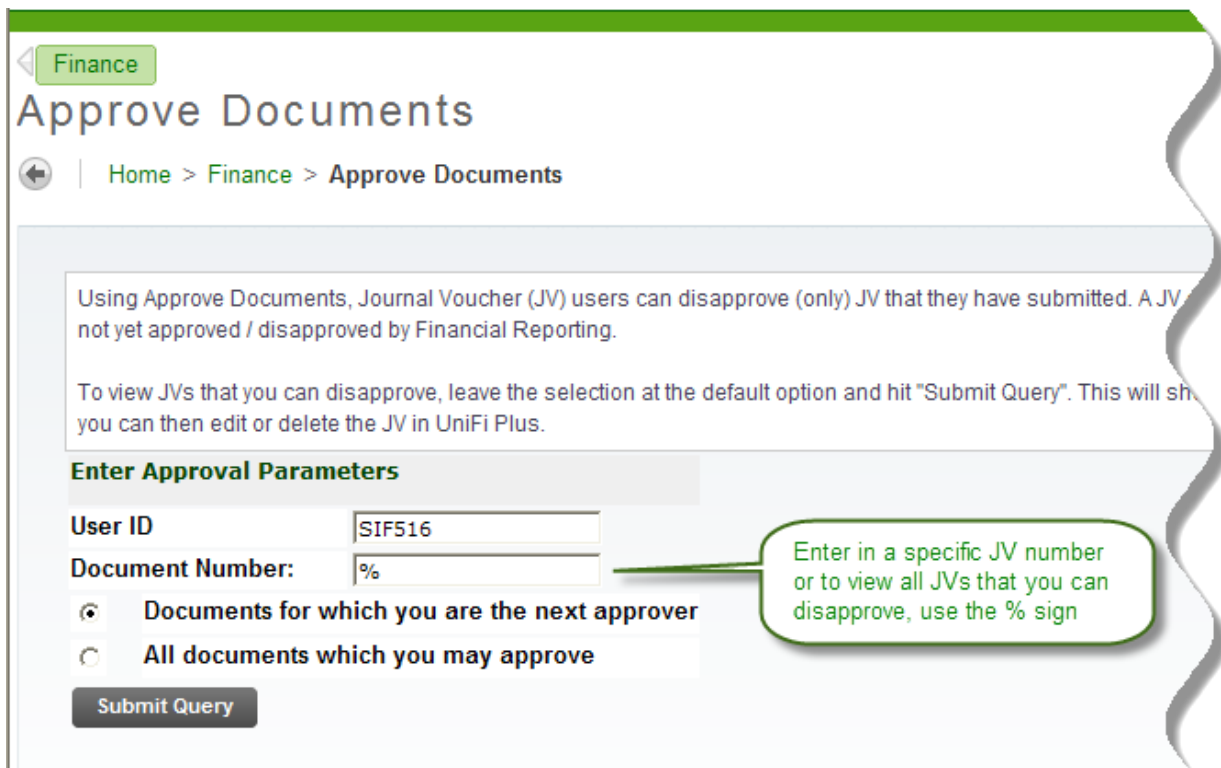 Finance
Approve Documents
Home > Finance > Approve Documents
Using Approve Documents, Journal Voucher (JV) users can disapprove (only) JV that they have submitted. A JV
not yet approved / disapproved by Financial Reporting.
To view JVs that you can disapprove, leave the selection at the default option and hit "Submit Query". This will
you can then edit or delete the JV in UniFi Plus.
Enter Approval Parameters
User ID SIF516
Document Number: %
Enter in a specific JV number
or to view all JVs that you can
disapprove, use the % sign
Documents for which you are the next approver
All documents which you may approve
Submit Query